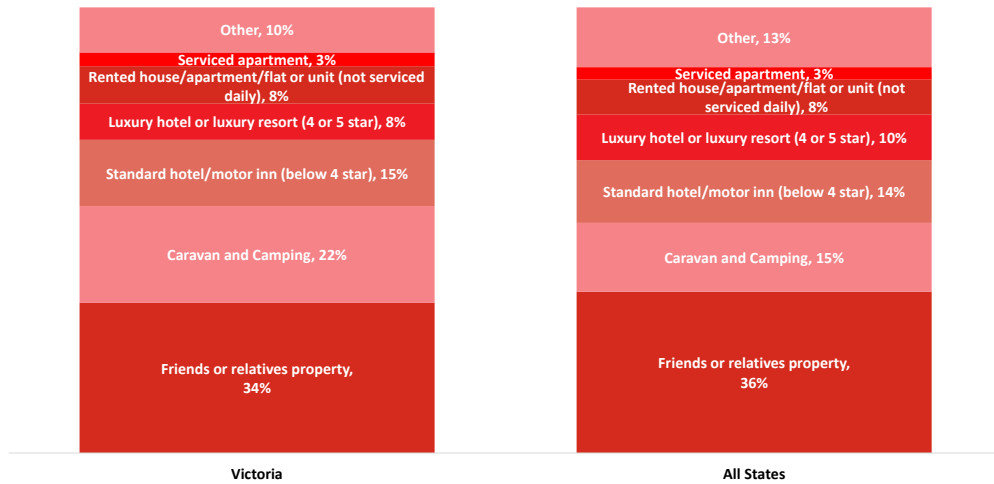 Other, 10%
Serviced apartment, 3%
Rented house/apartment/flat or unit (not serviced
daily), 8%
Luxury hotel or luxury resort (4 or 5 star), 8%
Standard hotel/motor inn (below 4 star), 15%
Caravan and Camping, 22%
Friends or relatives property,
34%
Victoria
Other, 13%
Serviced apartment, 3%
Rented house/apartment/flat or unit (not
serviced daily), 8%
Luxury hotel or luxury resort (4 or 5 star), 10%
Standard hotel/motor inn (below 4 star), 14%
Caravan and Camping, 15%
Friends or relatives property,
36%
All States